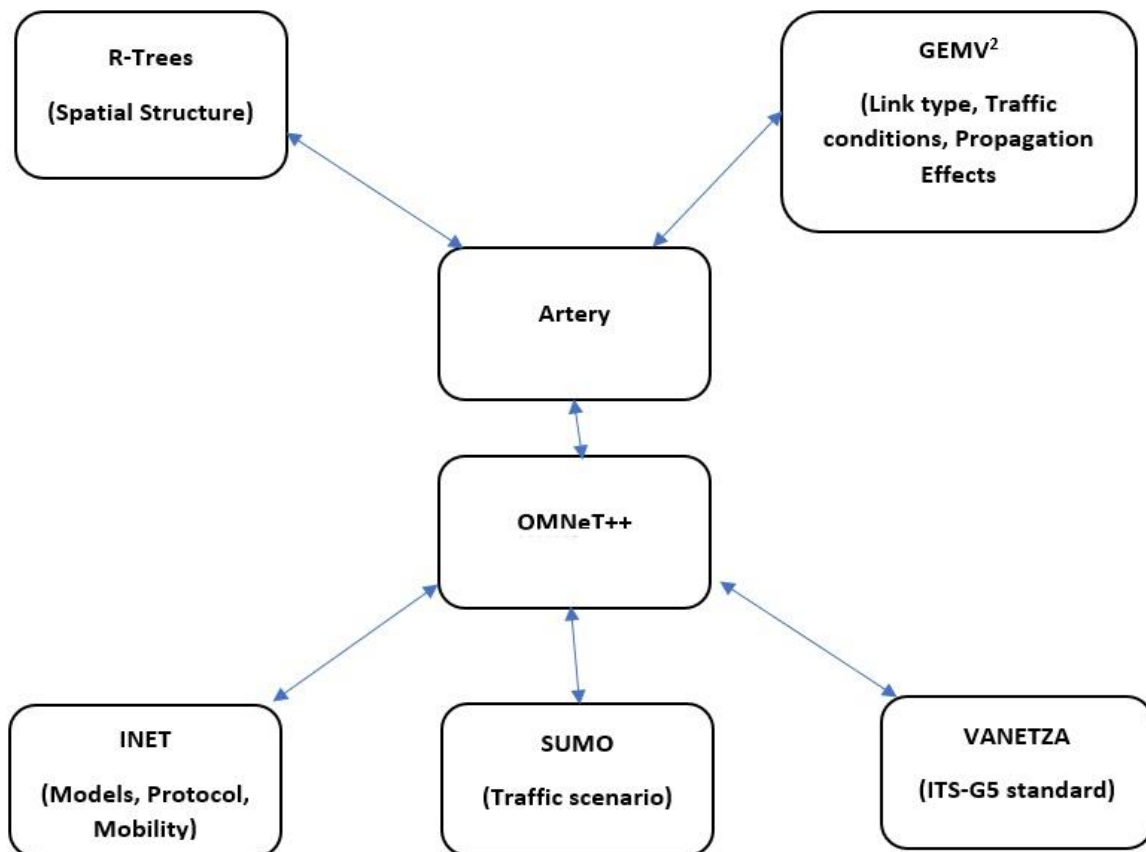 R-Trees
(Spatial Structure)
GEMV²
(Link type, Traffic
conditions, Propagation
Effects
Artery
OMNeT++
INET
(Models, Protocol,
Mobility)
SUMO
(Traffic scenario)
VANETZA
(ITS-G5 standard)